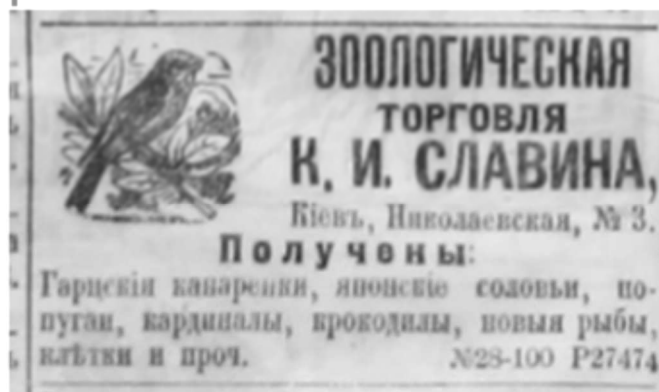 ЗООЛОГИЧЕСКАЯ
ТОРГОВЛЯ
К. И. СЛАВИНА,
Кіевъ, Николаевская, № 3.
Получены:
Гарцскія канарейки, японскіе соловьи, по-
пугаи, кардиналы, крокодилы, новыя рыбы,
клѣтки и проч. №28-100 Р27474